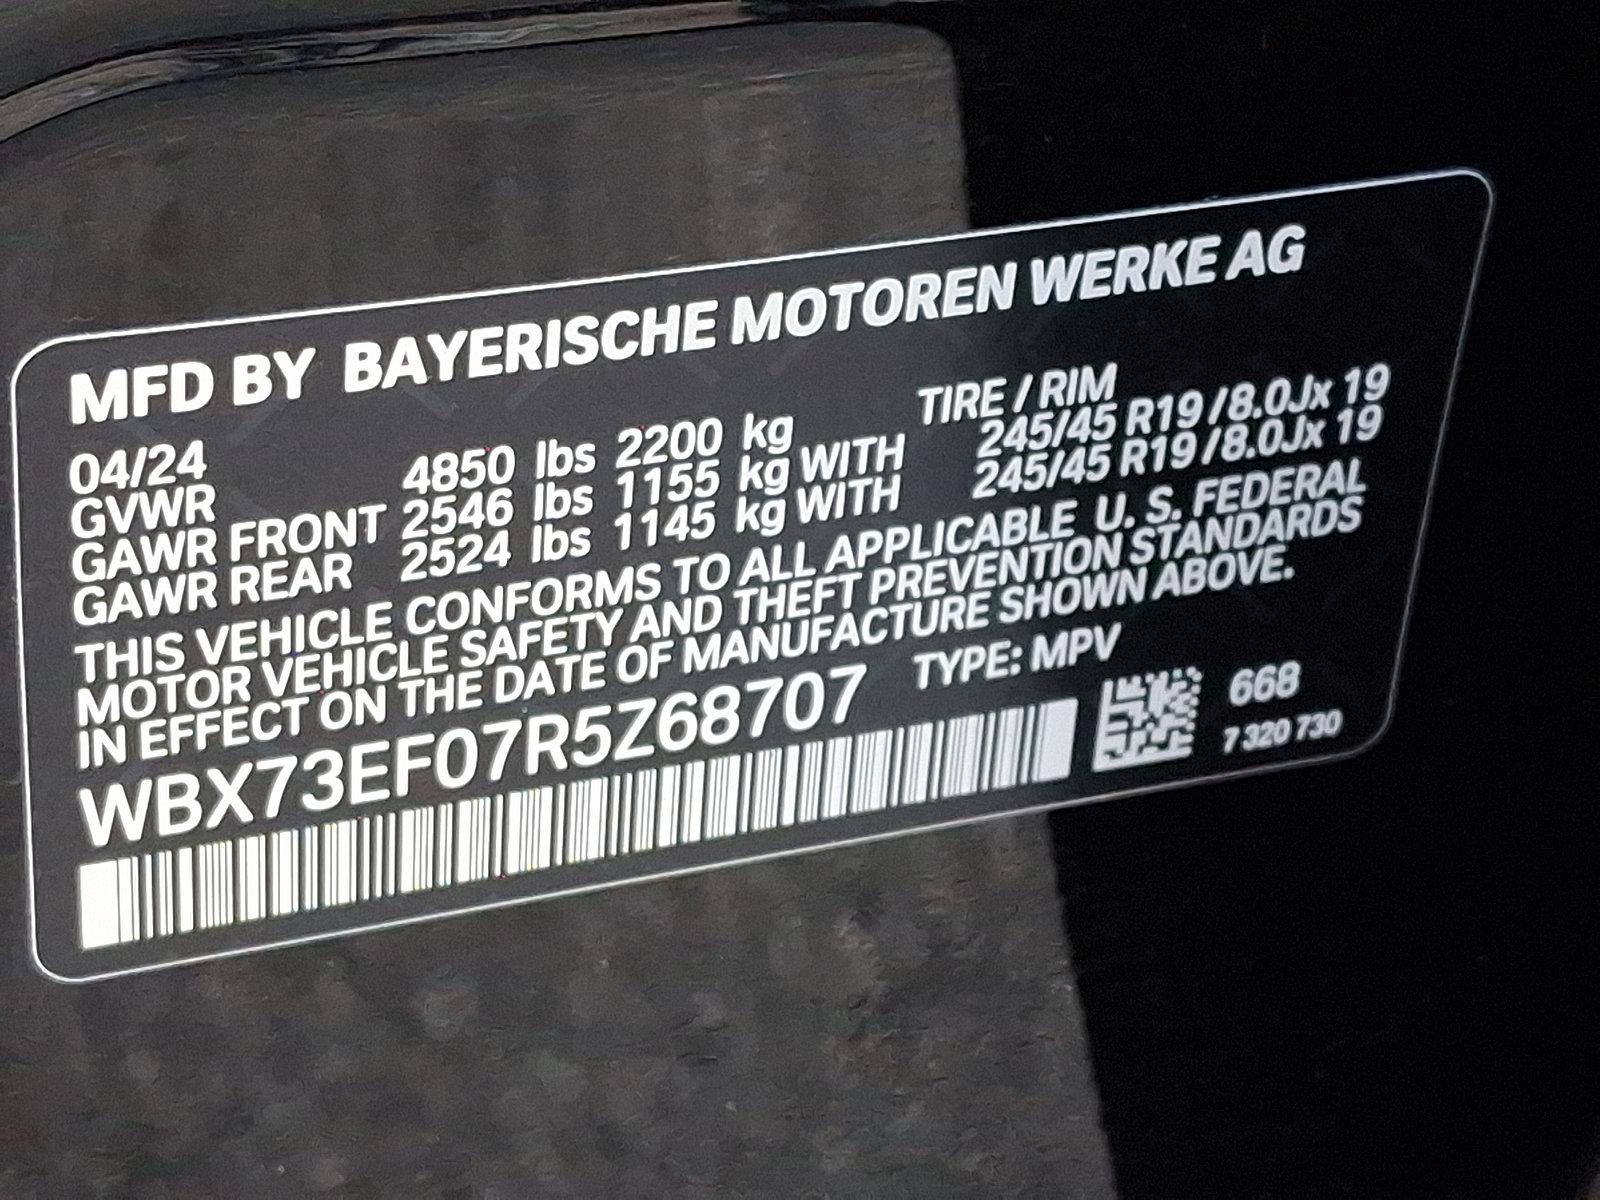 MFD BY BAYERISCHE MOTOREN WERKE AG
04/24 TIRE / RIM
GVWR 4850 lbs 2200 kg
GAWR FRONT 2546 lbs 1155 kg WITH 245/45 R19 / 8.0Jx 19
GAWR REAR 2524 lbs 1145 kg WITH 245/45 R19 / 8.0Jx 19
THIS VEHICLE CONFORMS TO ALL APPLICABLE U. S. FEDERAL
MOTOR VEHICLE SAFETY AND THEFT PREVENTION STANDARDS
IN EFFECT ON THE DATE OF MANUFACTURE SHOWN ABOVE.
WBX73EF07R5Z68707 TYPE: MPV
668
7 320 730